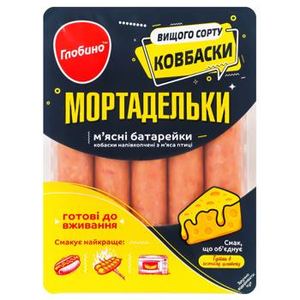 Глобино™
ВИЩОГО СОРТУ
КОВБАСКИ
МОРТАДЕЛЬКИ
м'ясні батарейки
ковбаски напівкопчені з м'яса птиці
готові до
вживання
Смакує найкраще:
Смак,
що об'єднує